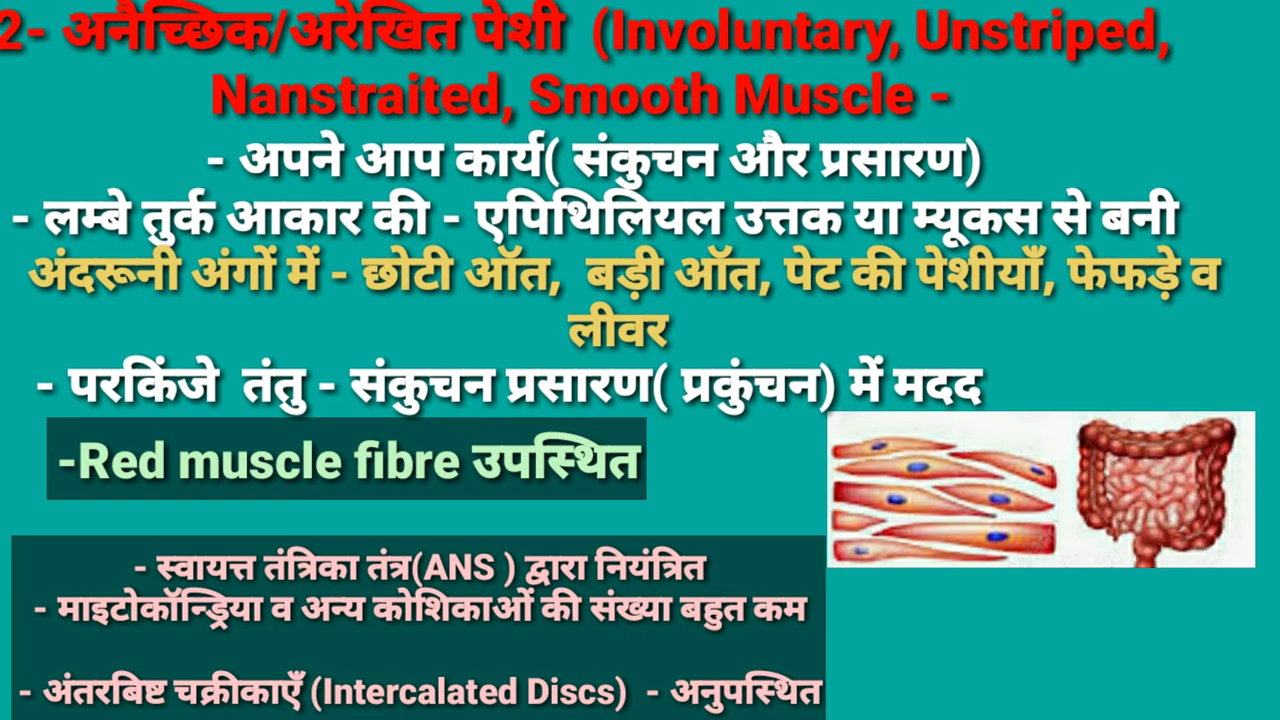 2- अनैच्छिक/अरेखित पेशी (Involuntary, Unstriped,
Nanstraited, Smooth Muscle -
- अपने आप कार्य( संकुचन और प्रसारण)
- लम्बे तुर्क आकार की - एपिथिलियल उत्तक या म्यूकस से बनी
अंदरूनी अंगों में - छोटी ऑत, बड़ी ऑत, पेट की पेशीयाँ, फेफड़े व
लीवर
- परकिंजे तंतु - संकुचन प्रसारण( प्रकुंचन) में मदद
-Red muscle fibre उपस्थित
- स्वायत्त तंत्रिका तंत्र(ANS ) द्वारा नियंत्रित
- माइटोकॉन्ड्रिया व अन्य कोशिकाओं की संख्या बहुत कम
- अंतरबिष्ट चक्रीकाएँ (Intercalated Discs) - अनुपस्थित